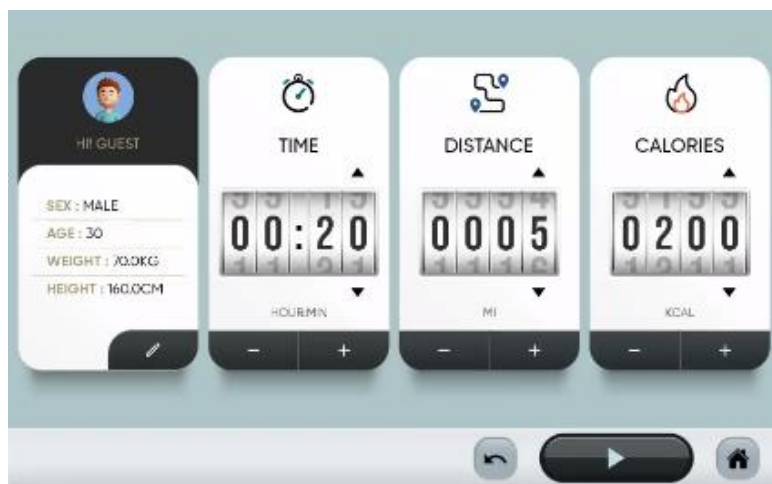 HI! GUEST
SEX : MALE
AGE : 30
WEIGHT : 70.0KG
HEIGHT : 160.0CM
TIME
00:20
HOUR:MIN
− +
DISTANCE
0005
MI
− +
CALORIES
0200
KCAL
− +